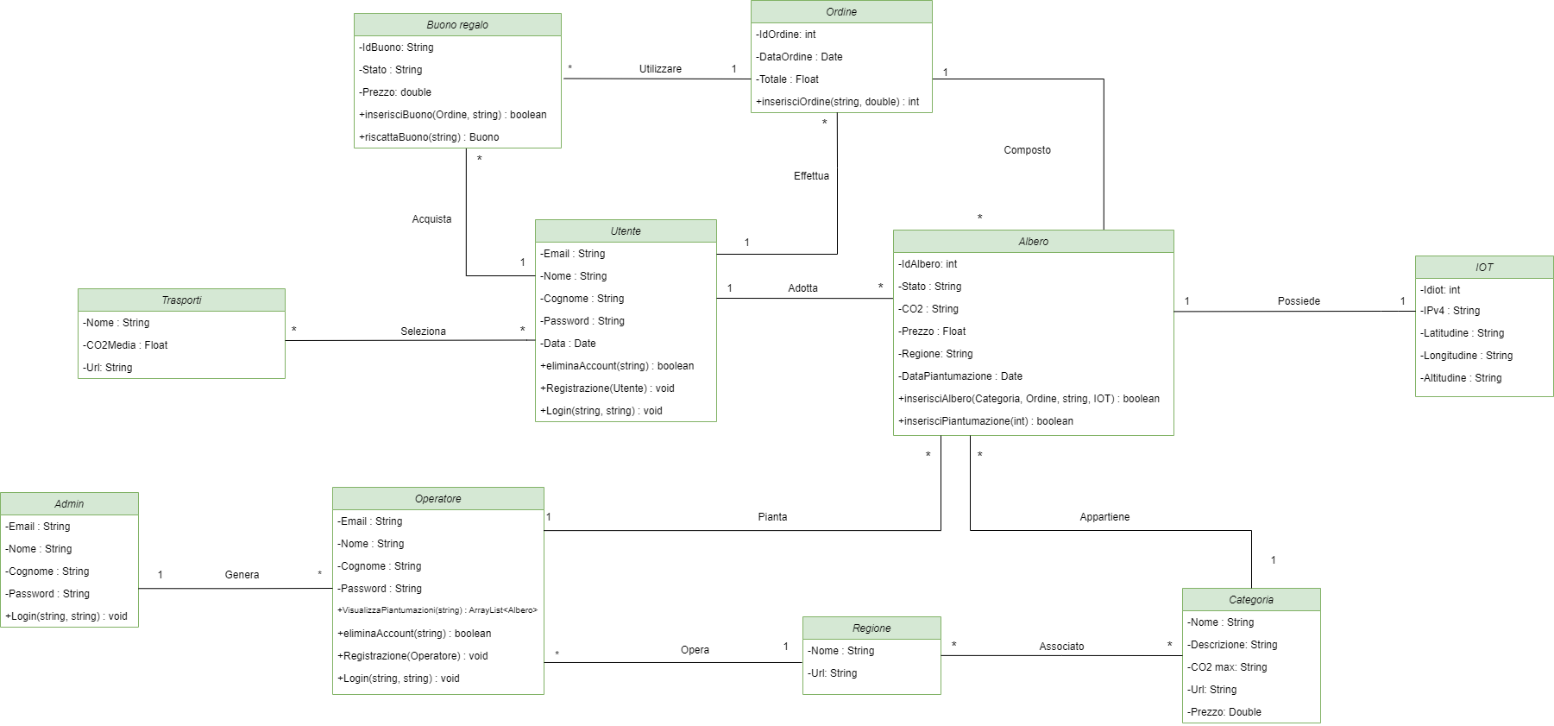 Buono regalo
-IdBuono: String
-Stato : String
-Prezzo: double
+inserisciBuono(Ordine, string) : boolean
+riscattaBuono(string) : Buono
*
Utilizzare
1
Ordine
-IdOrdine: int
-DataOrdine : Date
-Totale : Float
+inserisciOrdine(string, double) : int
1
Composto
*
*
Effettua
1
*
Acquista
1
Utente
-Email : String
-Nome : String
-Cognome : String
-Password : String
-Data : Date
+eliminaAccount(string) : boolean
+Registrazione(Utente) : void
+Login(string, string) : void
1
Adotta
*
Trasporti
-Nome : String
-CO2Media : Float
-Url: String
*
Seleziona
*
Albero
-IdAlbero: int
-Stato : String
-CO2 : String
-Prezzo : Float
-Regione: String
-DataPiantumazione : Date
+inserisciAlbero(Categoria, Ordine, string, IOT) : boolean
+inserisciPiantumazione(int) : boolean
1
Possiede
1
IOT
-Idiot: int
-IPv4 : String
-Latitudine : String
-Longitudine : String
-Altitudine : String
*
*
1
Pianta
Appartiene
1
Admin
-Email : String
-Nome : String
-Cognome : String
-Password : String
+Login(string, string) : void
1
Genera
*
Operatore
-Email : String
-Nome : String
-Cognome : String
-Password : String
+VisualizzaPiantumazioni(string) : ArrayList<Albero>
+eliminaAccount(string) : boolean
+Registrazione(Operatore) : void
+Login(string, string) : void
*
Opera
1
Regione
-Nome : String
-Url: String
*
Associato
*
Categoria
-Nome : String
-Descrizione: String
-CO2 max: String
-Url: String
-Prezzo: Double